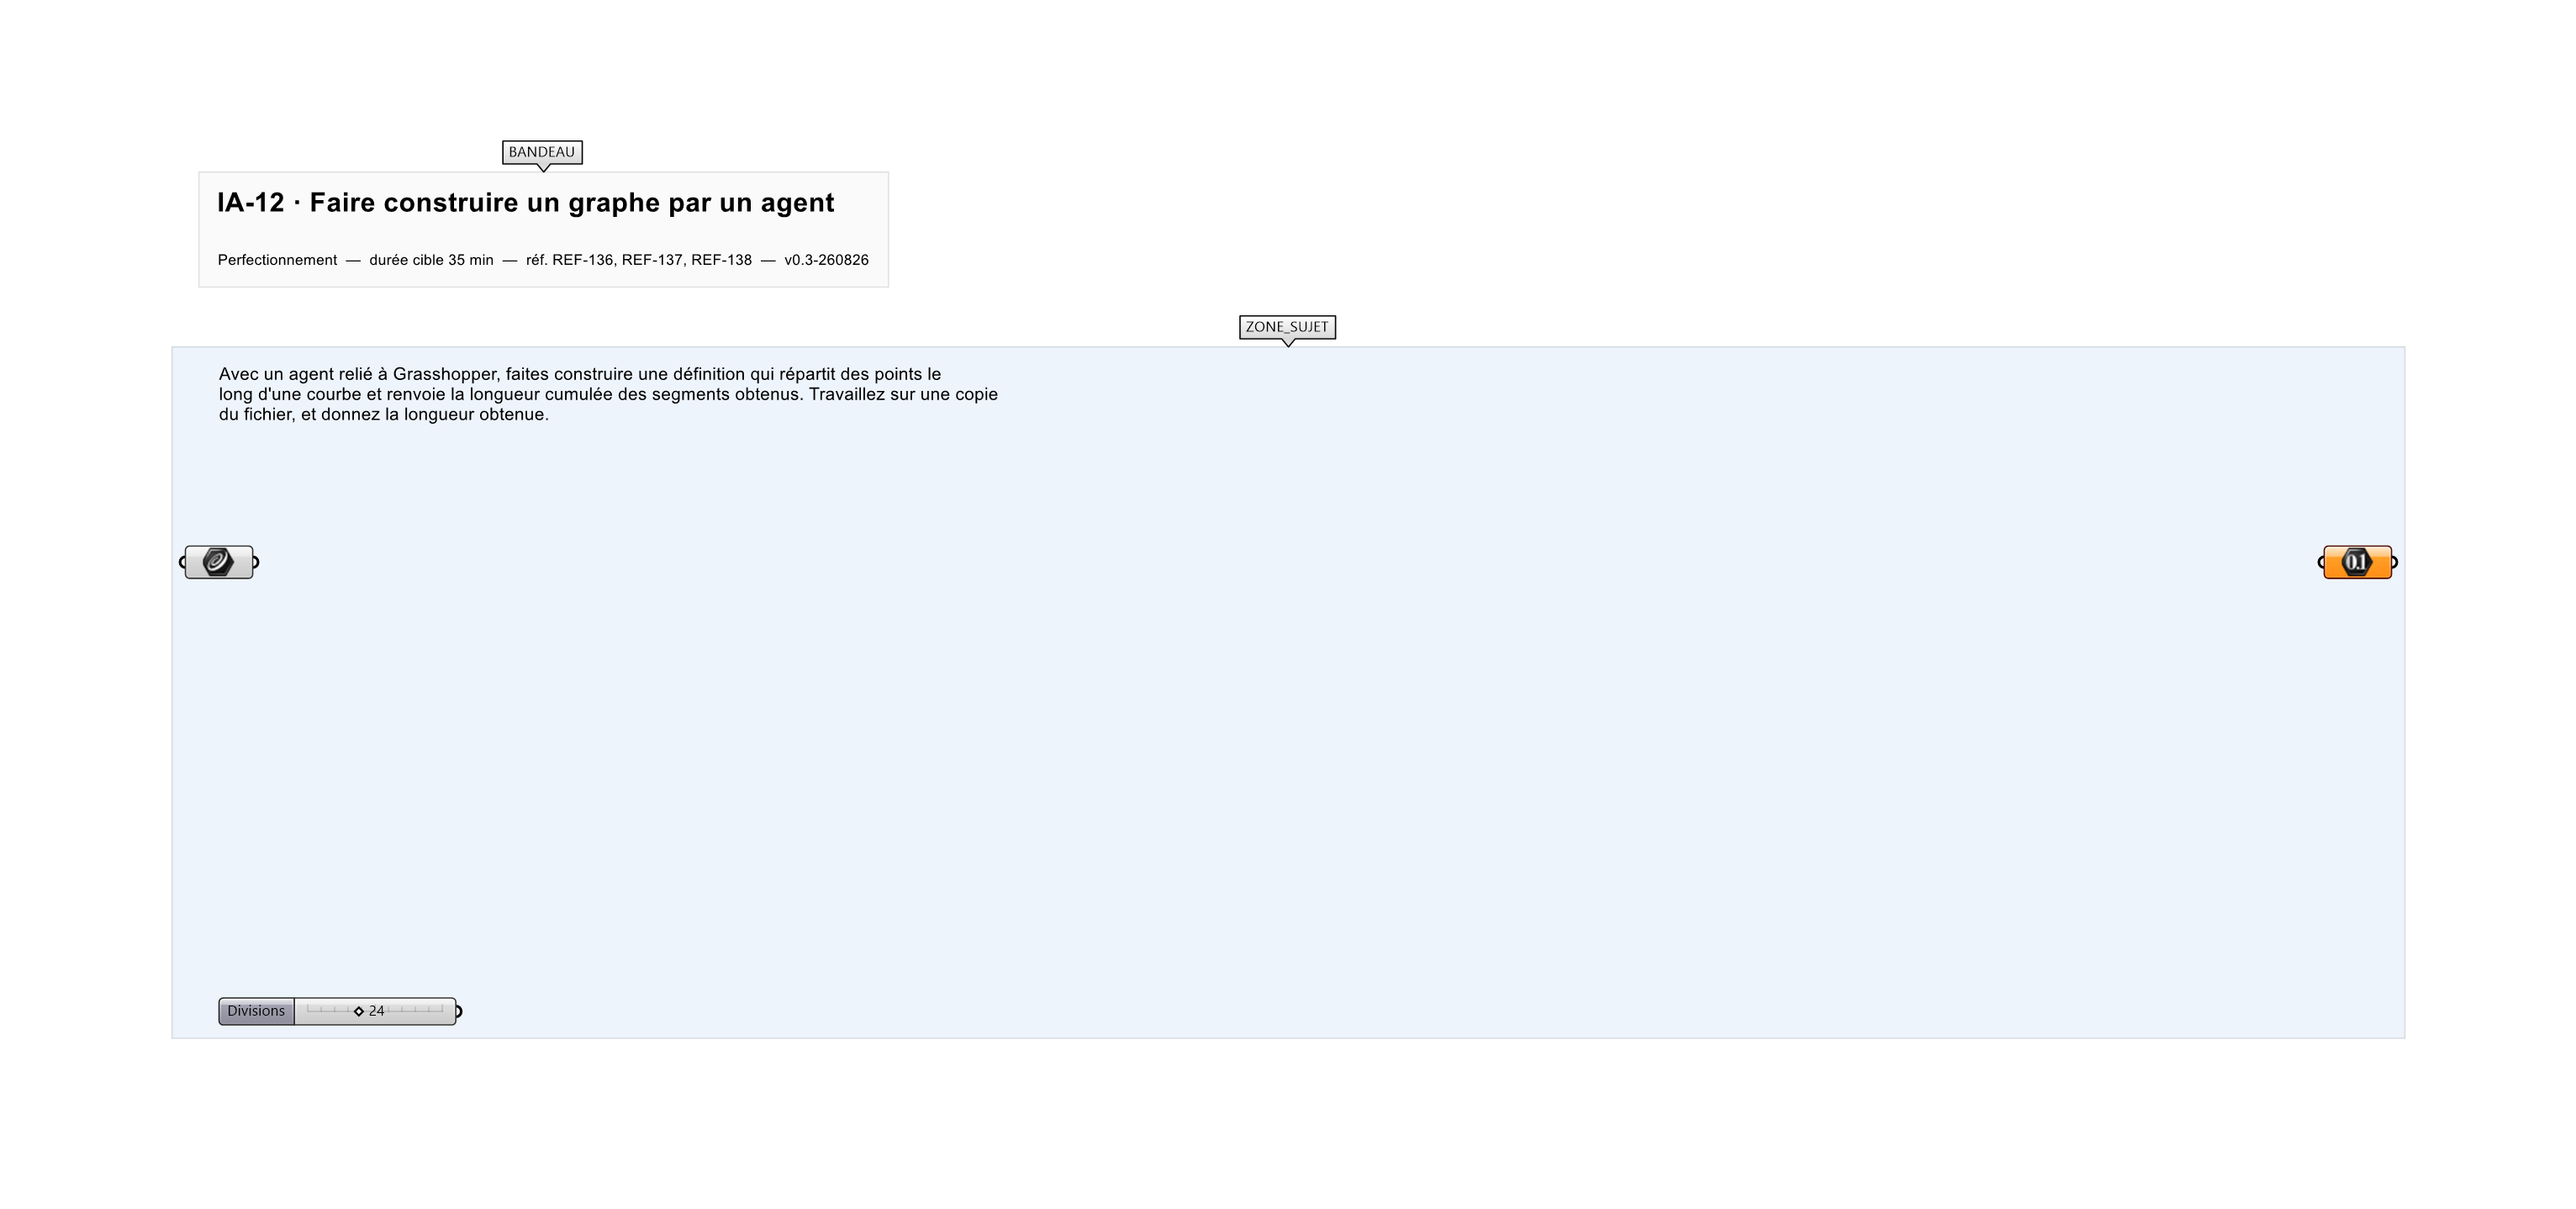 BANDEAU
IA-12 · Faire construire un graphe par un agent
Perfectionnement — durée cible 35 min — réf. REF-136, REF-137, REF-138 — v0.3-260826
ZONE_SUJET
Avec un agent relié à Grasshopper, faites construire une définition qui répartit des points le
long d'une courbe et renvoie la longueur cumulée des segments obtenus. Travaillez sur une copie
du fichier, et donnez la longueur obtenue.
0.1
Divisions 24